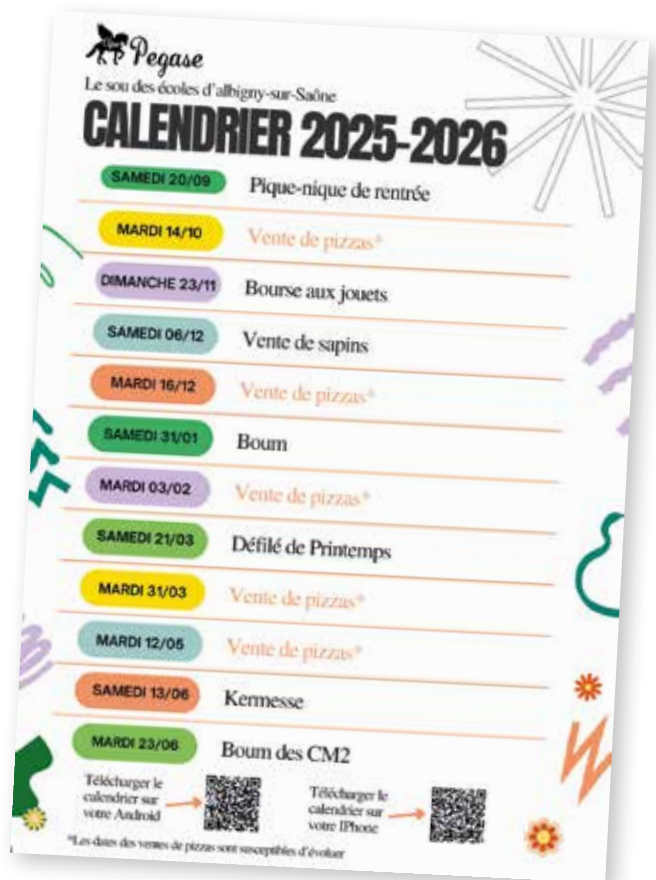 Pegase
Le sou des écoles d'albigny-sur-Saône
CALENDRIER 2025-2026
SAMEDI 20/09 Pique-nique de rentrée
MARDI 14/10 Vente de pizzas*
DIMANCHE 23/11 Bourse aux jouets
SAMEDI 06/12 Vente de sapins
MARDI 16/12 Vente de pizzas*
SAMEDI 31/01 Boum
MARDI 03/02 Vente de pizzas*
SAMEDI 21/03 Défilé de Printemps
MARDI 31/03 Vente de pizzas*
MARDI 12/05 Vente de pizzas*
SAMEDI 13/06 Kermesse
MARDI 23/06 Boum des CM2
Télécharger le
calendrier sur
votre Android
Télécharger le
calendrier sur
votre IPhone
*Les dates des ventes de pizzas sont susceptibles d'évoluer